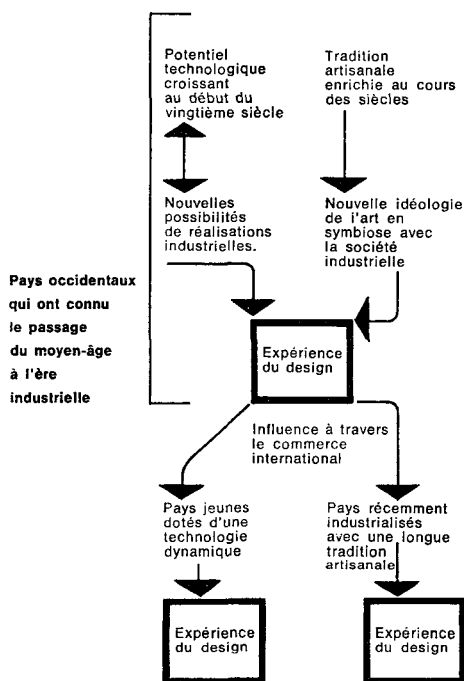 Potentiel
technologique
croissant
au début du
vingtième siècle
Tradition
artisanale
enrichie au cours
des siècles
Nouvelles
possibilités
de réalisations
industrielles.
Nouvelle idéologie
de l'art en
symbiose avec
la société
industrielle
Pays occidentaux
qui ont connu
le passage
du moyen-âge
à l'ère
industrielle
Expérience
du design
Influence à travers
le commerce
international
Pays jeunes
dotés d'une
technologie
dynamique
Pays récemment
industrialisés
avec une longue
tradition
artisanale
Expérience
du design
Expérience
du design